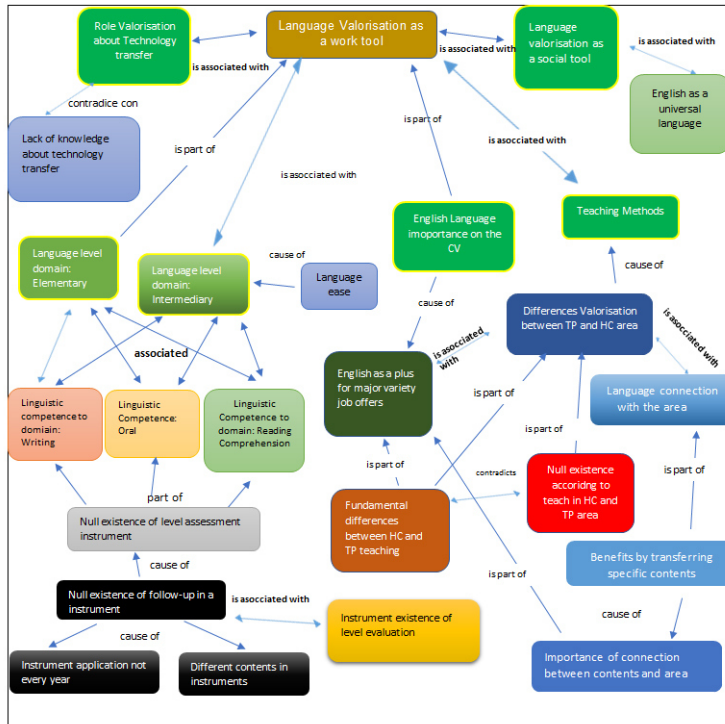 Role Valorisation
about Technology
transfer
Language Valorisation as
a work tool
Language
valorisation as
a social tool
is associated with
is asocciated with
is asocciated with
English as a
universal
language
contradice con
Lack of knowledge
about technology
transfer
is part of
is part of
is asocciated with
is asocciated with
Language level
domain:
Elementary
Language level
domain:
Intermediary
cause of
Language
ease
English Language
imoportance on the
CV
Teaching Methods
cause of
cause of
Differences Valorisation
between TP and HC area
associated
is asocciated
with
is asocciated with
English as a plus
for major variety
job offers
Language connection
with the area
Linguistic
competence to
domain:
Writing
Linguistic
Competence:
Oral
Linguistic
Competence to
domain: Reading
Comprehension
is part of
is part of
is part of
is part of
part of
contradicts
Null existence of level assessment
instrument
Fundamental
differences
between HC and
TP teaching
Null existence
accoridng to
teach in HC and
TP area
Benefits by transferring
specific contents
cause of
is part of
Null existence of follow-up in a
instrument
is asocciated with
cause of
Instrument existence of
level evaluation
cause of
Instrument application not
every year
Different contents in
instruments
Importance of connection
between contents and area